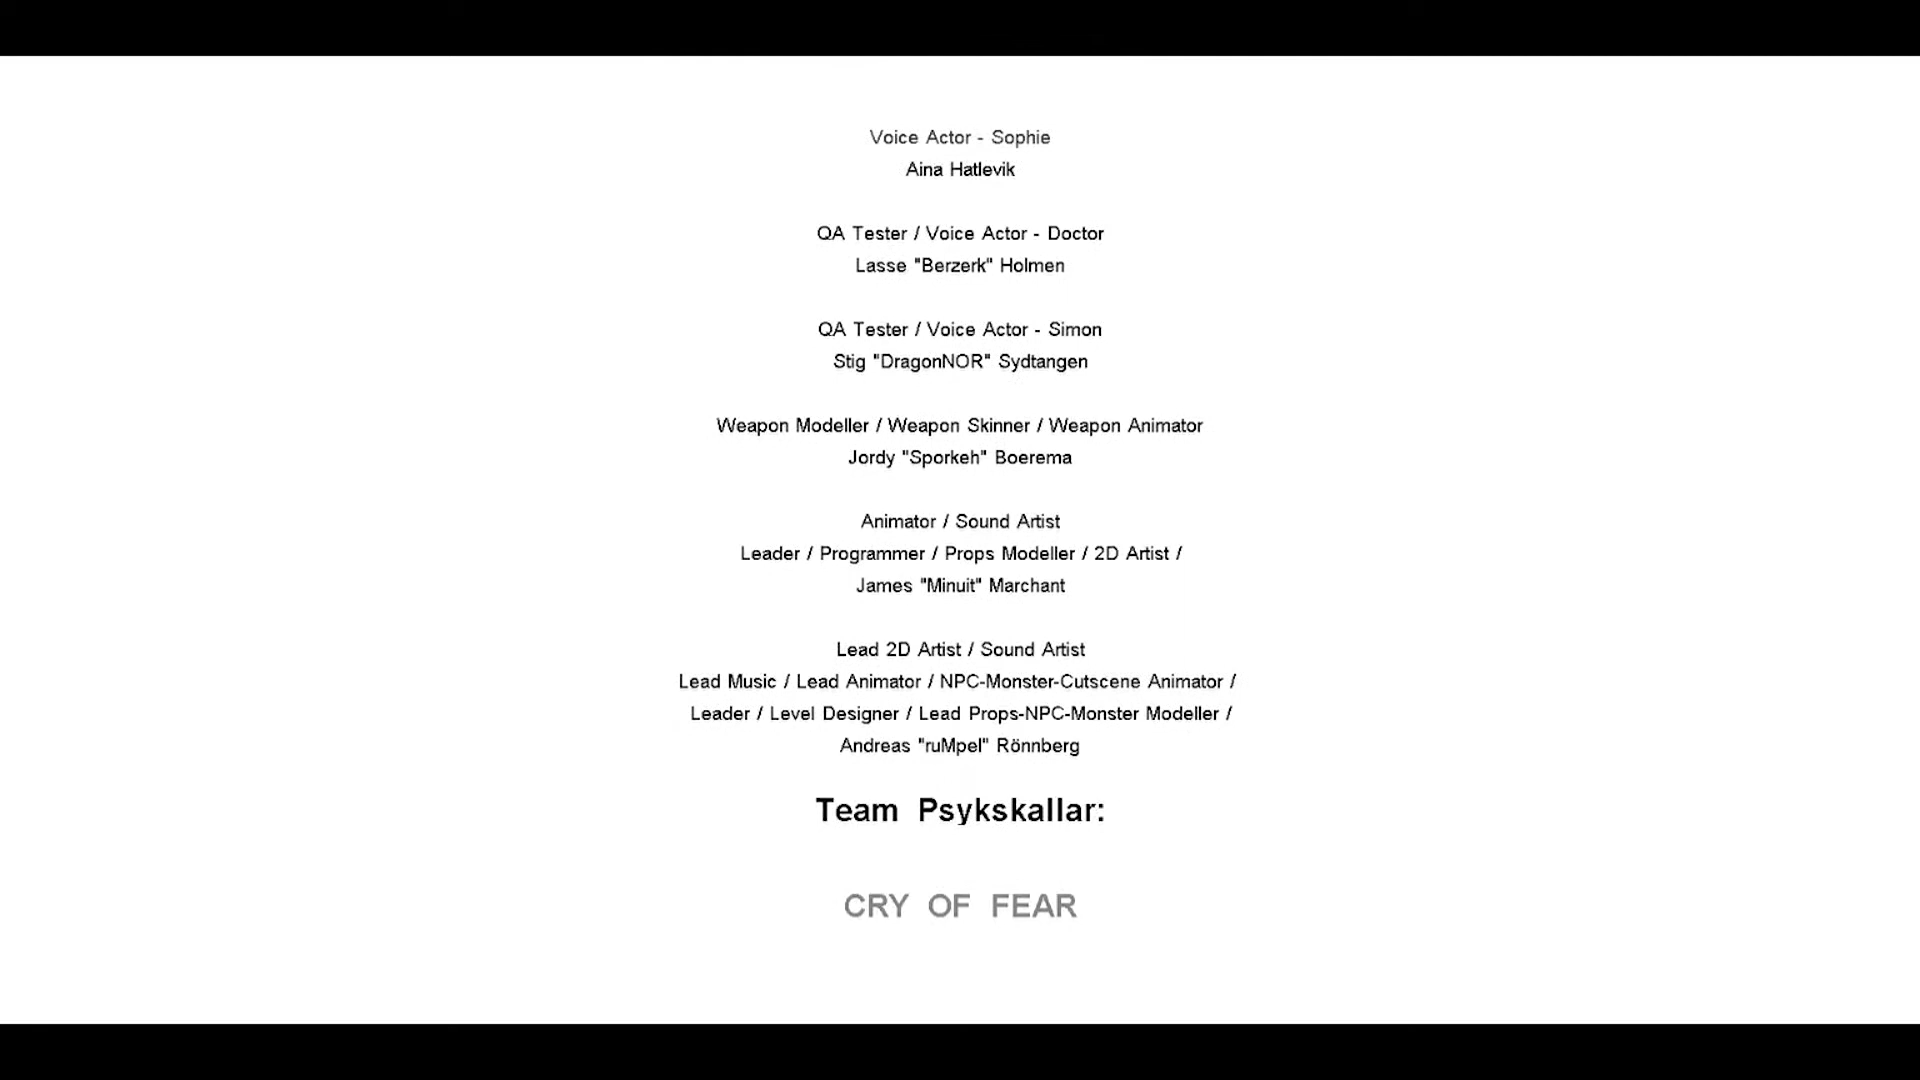 Voice Actor - Sophie
Aina Hatlevik
QA Tester / Voice Actor - Doctor
Lasse "Berzerk" Holmen
QA Tester / Voice Actor - Simon
Stig "DragonNOR" Sydtangen
Weapon Modeller / Weapon Skinner / Weapon Animator
Jordy "Sporkeh" Boerema
Animator / Sound Artist
Leader / Programmer / Props Modeller / 2D Artist /
James "Minuit" Marchant
Lead 2D Artist / Sound Artist
Lead Music / Lead Animator / NPC-Monster-Cutscene Animator /
Leader / Level Designer / Lead Props-NPC-Monster Modeller /
Andreas "ruMpel" Rönnberg
Team Psykskallar:
CRY OF FEAR